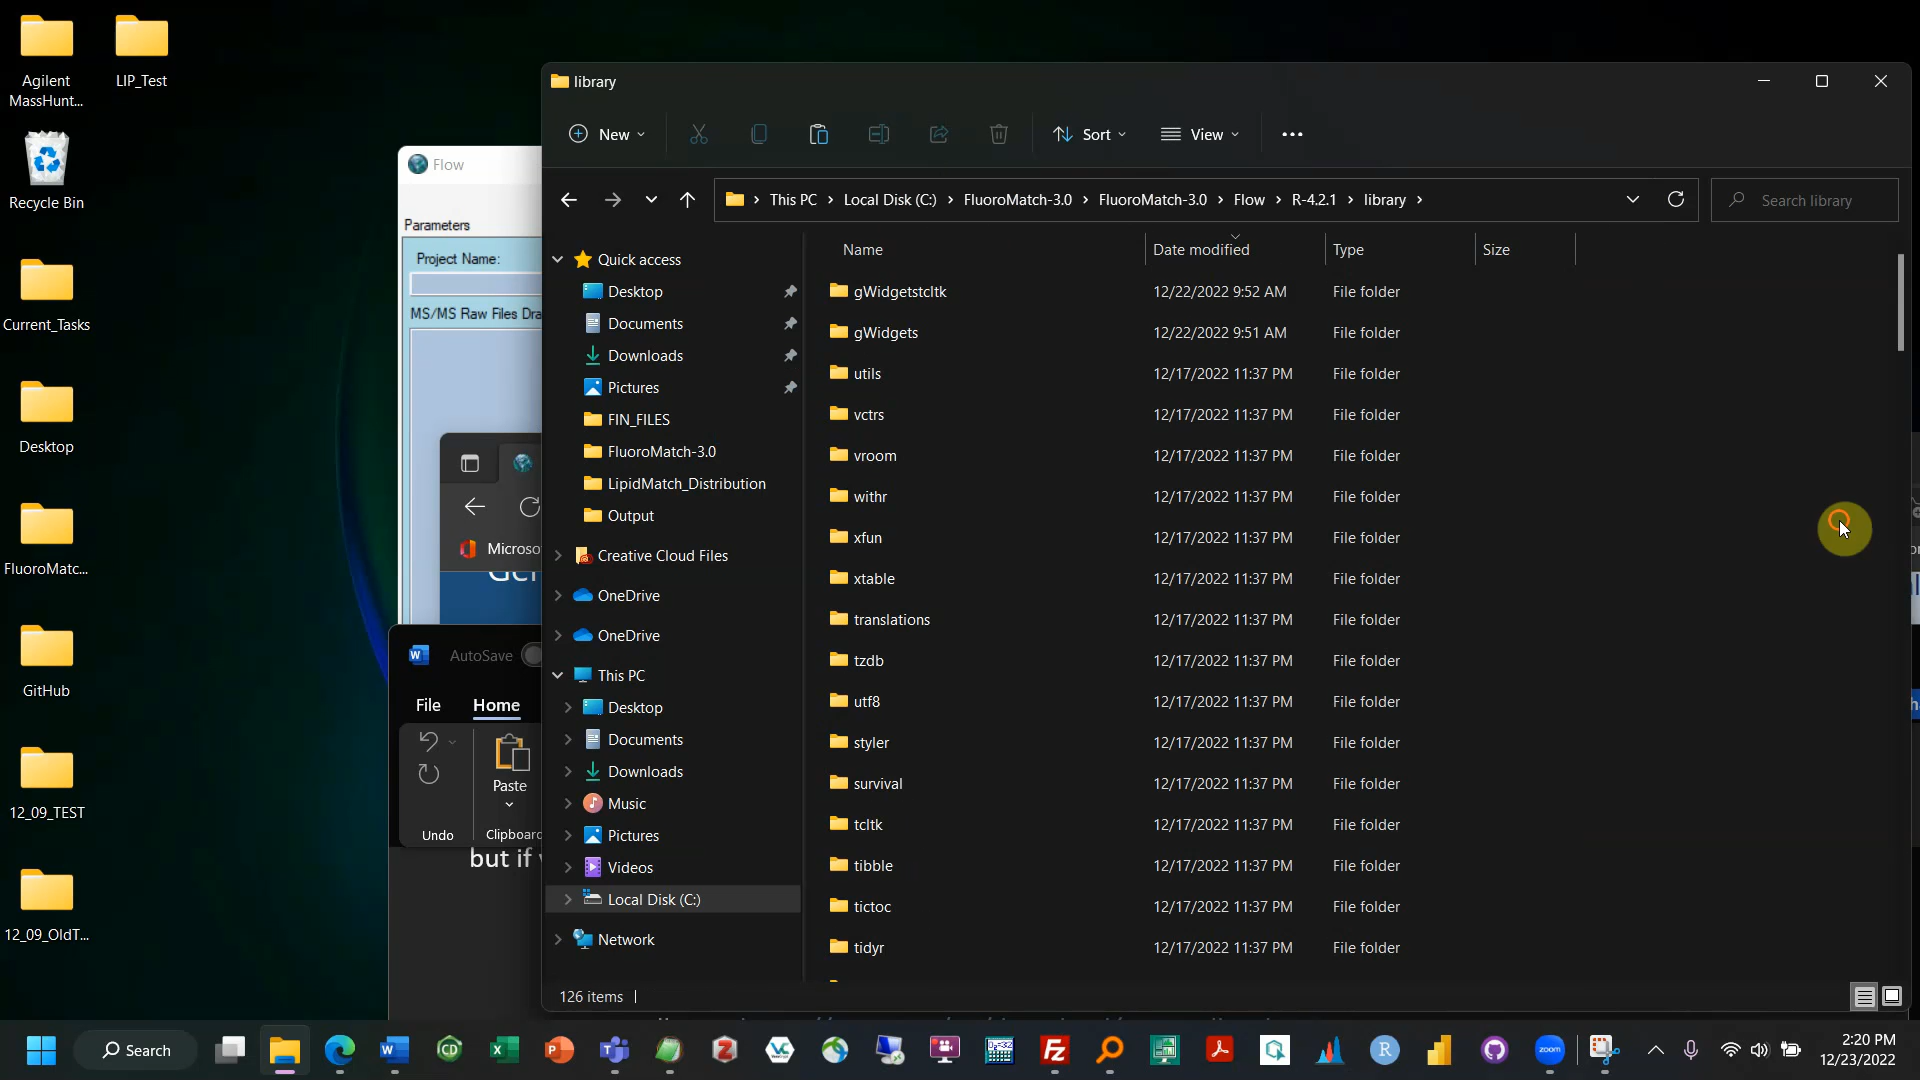 Agilent
MassHunt...
LIP_Test
Recycle Bin
Current_Tasks
Desktop
FluoroMatc...
GitHub
12_09_TEST
12_09_OldT...
Flow
Parameters
Project Name:
MS/MS Raw Files Dra
Microso
AutoSave
File
Home
Paste
Undo
Clipboard
but if
library
New
Sort
View
This PC
Local Disk (C:)
FluoroMatch-3.0
FluoroMatch-3.0
Flow
R-4.2.1
library
Search library
Quick access
Desktop
Documents
Downloads
Pictures
FIN_FILES
FluoroMatch-3.0
LipidMatch_Distribution
Output
Creative Cloud Files
OneDrive
OneDrive
This PC
Desktop
Documents
Downloads
Music
Pictures
Videos
Local Disk (C:)
Network
Name Date modified Type Size
gWidgetstcltk 12/22/2022 9:52 AM File folder
gWidgets 12/22/2022 9:51 AM File folder
utils 12/17/2022 11:37 PM File folder
vctrs 12/17/2022 11:37 PM File folder
vroom 12/17/2022 11:37 PM File folder
withr 12/17/2022 11:37 PM File folder
xfun 12/17/2022 11:37 PM File folder
xtable 12/17/2022 11:37 PM File folder
translations 12/17/2022 11:37 PM File folder
tzdb 12/17/2022 11:37 PM File folder
utf8 12/17/2022 11:37 PM File folder
styler 12/17/2022 11:37 PM File folder
survival 12/17/2022 11:37 PM File folder
tcltk 12/17/2022 11:37 PM File folder
tibble 12/17/2022 11:37 PM File folder
tictoc 12/17/2022 11:37 PM File folder
tidyr 12/17/2022 11:37 PM File folder
126 items
Search
2:20 PM
12/23/2022